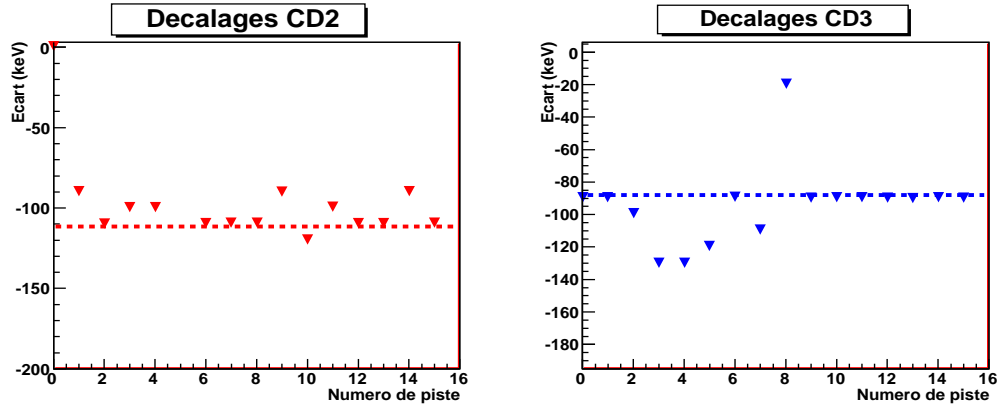 Decalages CD2
Ecart (keV)
0
-50
-100
-150
-200
0 2 4 6 8 10 12 14 16
Numero de piste
Decalages CD3
Ecart (keV)
0
-20
-40
-60
-80
-100
-120
-140
-160
-180
0 2 4 6 8 10 12 14 16
Numero de piste